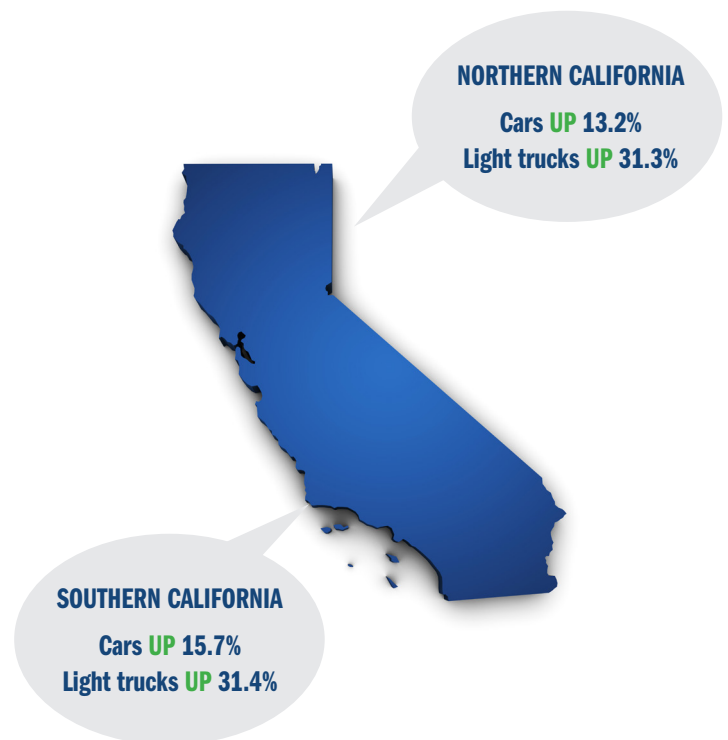 NORTHERN CALIFORNIA
Cars UP 13.2%
Light trucks UP 31.3%
SOUTHERN CALIFORNIA
Cars UP 15.7%
Light trucks UP 31.4%